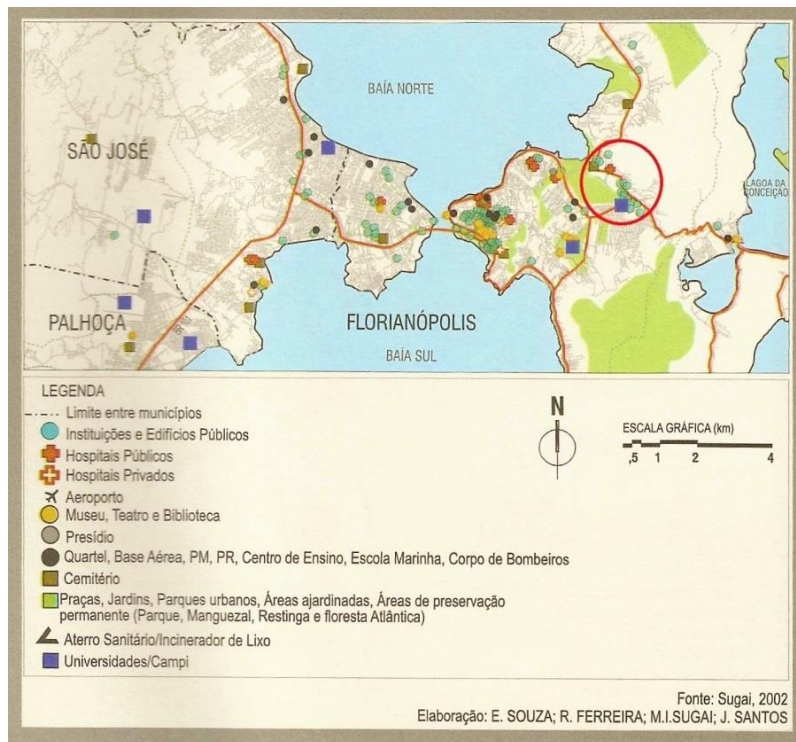 BAÍA NORTE
SÃO JOSÉ
LAGOA DA
CONCEIÇÃO
PALHOÇA
FLORIANÓPOLIS
BAÍA SUL
LEGENDA
Limite entre municípios
Instituições e Edifícios Públicos
Hospitais Públicos
Hospitais Privados
Aeroporto
Museu, Teatro e Biblioteca
Presídio
Quartel, Base Aérea, PM, PR, Centro de Ensino, Escola Marinha, Corpo de Bombeiros
Cemitério
Praças, Jardins, Parques urbanos, Áreas ajardinadas, Áreas de preservação
permanente (Parque, Manguezal, Restinga e floresta Atlântica)
Aterro Sanitário/Incinerador de Lixo
Universidades/Campi
N
ESCALA GRÁFICA (km)
,5 1 2 4
Fonte: Sugai, 2002
Elaboração: E. SOUZA; R. FERREIRA; M.I.SUGAI; J. SANTOS